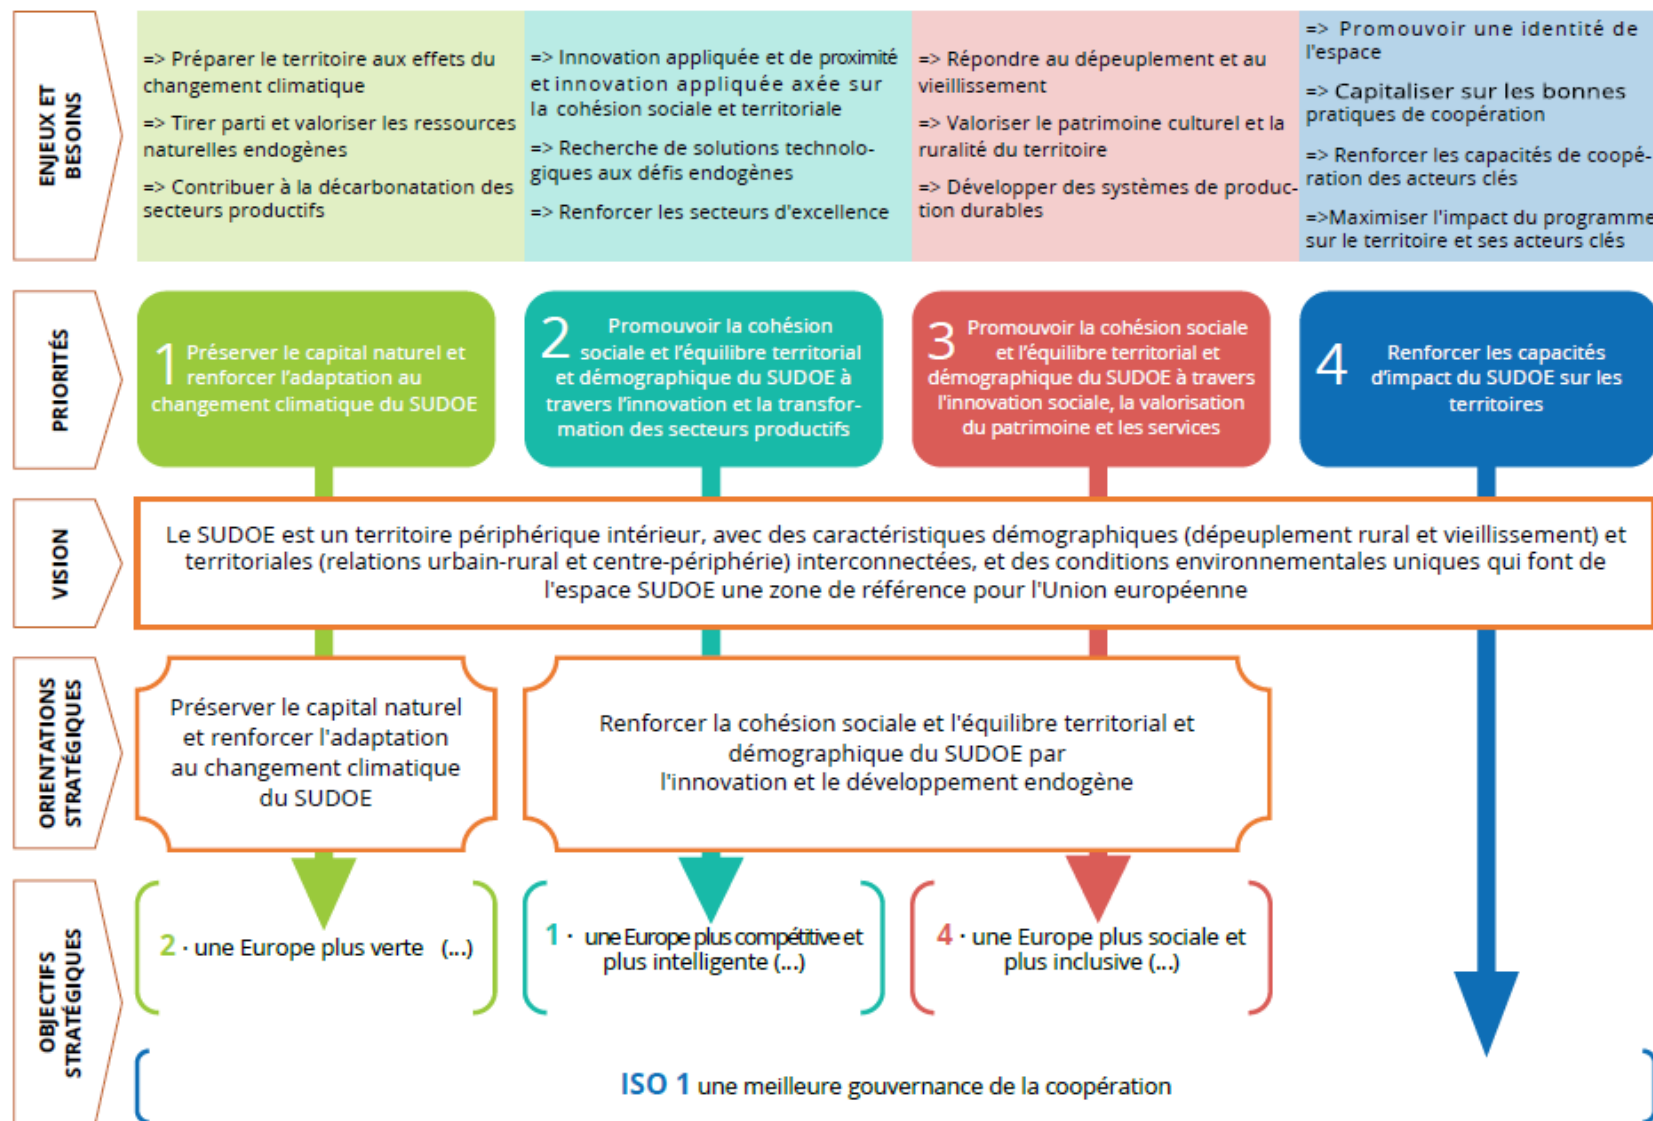 ENJEUX ET
BESOINS
=> Préparer le territoire aux effets du
changement climatique
=> Tirer parti et valoriser les ressources
naturelles endogènes
=> Contribuer à la décarbonatation des
secteurs productifs
=> Innovation appliquée et de proximité
et innovation appliquée axée sur
la cohésion sociale et territoriale
=> Recherche de solutions technolo-
giques aux défis endogènes
=> Renforcer les secteurs d'excellence
=> Répondre au dépeuplement et au
vieillissement
=> Valoriser le patrimoine culturel et la
ruralité du territoire
=> Développer des systèmes de produc-
tion durables
=> Promouvoir une identité de
l'espace
=> Capitaliser sur les bonnes
pratiques de coopération
=> Renforcer les capacités de coopé-
ration des acteurs clés
=>Maximiser l'impact du programme
sur le territoire et ses acteurs clés
PRIORITÉS
1 Préserver le capital naturel et
renforcer l'adaptation au
changement climatique du SUDOE
2 Promouvoir la cohésion
sociale et l'équilibre territorial
et démographique du SUDOE à
travers l'innovation et la transfor-
mation des secteurs productifs
3 Promouvoir la cohésion sociale
et l'équilibre territorial et
démographique du SUDOE à travers
l'innovation sociale, la valorisation
du patrimoine et les services
4 Renforcer les capacités
d'impact du SUDOE sur les
territoires
VISION
Le SUDOE est un territoire périphérique intérieur, avec des caractéristiques démographiques (dépeuplement rural et vieillissement) et
territoriales (relations urbain-rural et centre-périphérie) interconnectées, et des conditions environnementales uniques qui font de
l'espace SUDOE une zone de référence pour l'Union européenne
ORIENTATIONS
STRATÉGIQUES
Préserver le capital naturel
et renforcer l'adaptation
au changement climatique
du SUDOE
Renforcer la cohésion sociale et l'équilibre territorial et
démographique du SUDOE par
l'innovation et le développement endogène
OBJECTIFS
STRATÉGIQUES
2 · une Europe plus verte (...)
1 · une Europe plus compétitive et
plus intelligente (...)
4 · une Europe plus sociale et
plus inclusive (...)
ISO 1 une meilleure gouvernance de la coopération